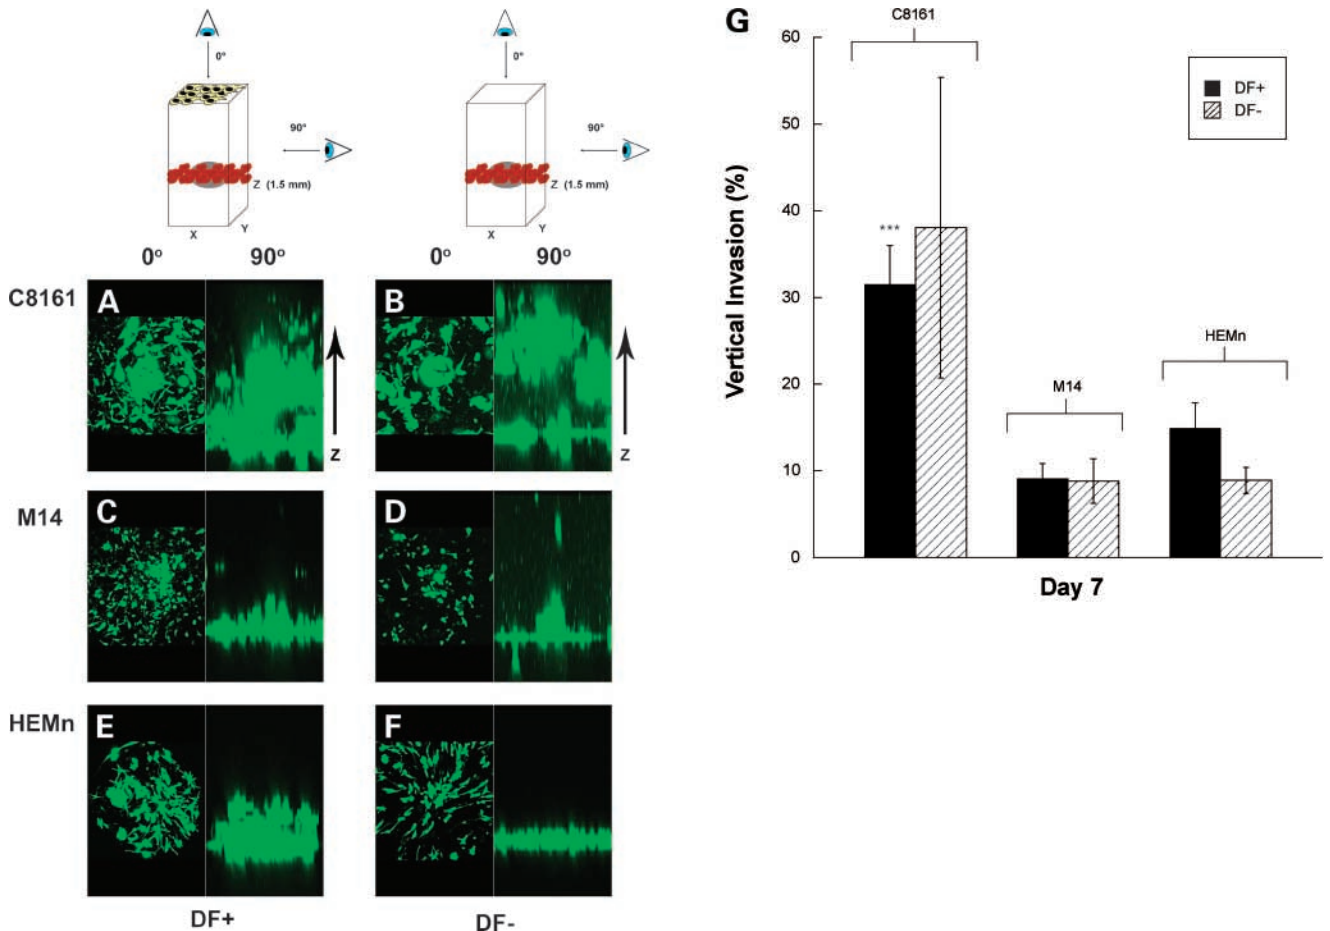 0°
90°
Z (1.5 mm)
X
Y
0°
90°
Z (1.5 mm)
X
Y
0°
90°
0°
90°
C8161
A
B
Z
Z
M14
C
D
HEMn
E
F
DF+
DF-
G
C8161
60
50
40
30
20
10
0
Vertical Invasion (%)
***
M14
HEMn
DF+
DF-
Day 7